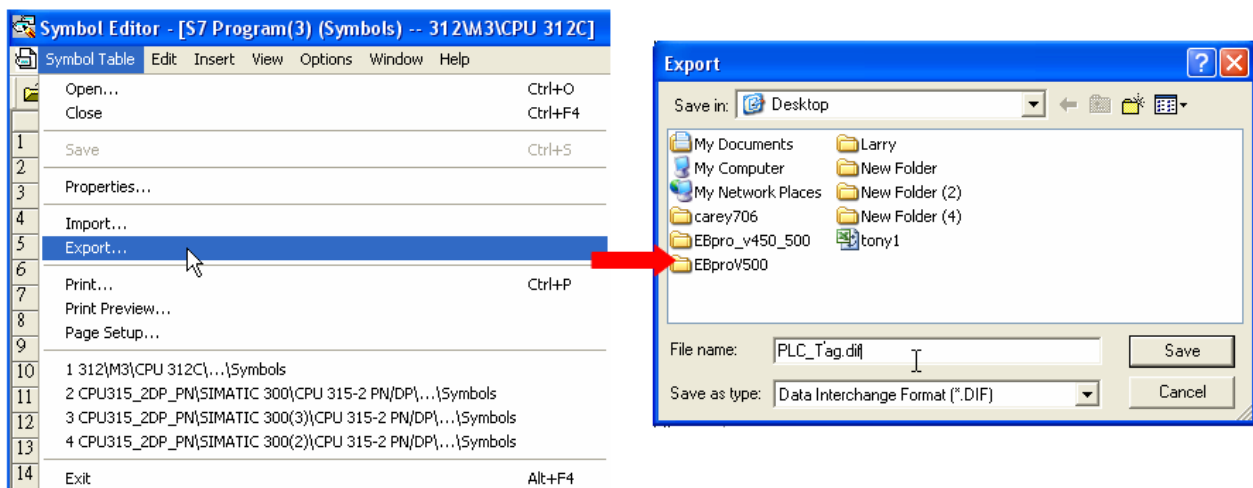 Symbol Editor - [S7 Program(3) (Symbols) -- 312\M3\CPU 312C]
Symbol Table Edit Insert View Options Window Help
Open... Ctrl+O
Close Ctrl+F4
1
Save Ctrl+S
2
Properties...
3
4
Import...
5
Export...
6
Print... Ctrl+P
7
Print Preview...
8
Page Setup...
9
10 1 312\M3\CPU 312C\...\Symbols
11 2 CPU315_2DP_PN\SIMATIC 300\CPU 315-2 PN/DP\...\Symbols
12 3 CPU315_2DP_PN\SIMATIC 300(3)\CPU 315-2 PN/DP\...\Symbols
13 4 CPU315_2DP_PN\SIMATIC 300(2)\CPU 315-2 PN/DP\...\Symbols
14 Exit Alt+F4
Export
Save in: Desktop
My Documents Larry
My Computer New Folder
My Network Places New Folder (2)
carey706 New Folder (4)
EBpro_v450_500 tony1
EBproV500
File name: PLC_Tag.dif Save
Save as type: Data Interchange Format (*.DIF) Cancel